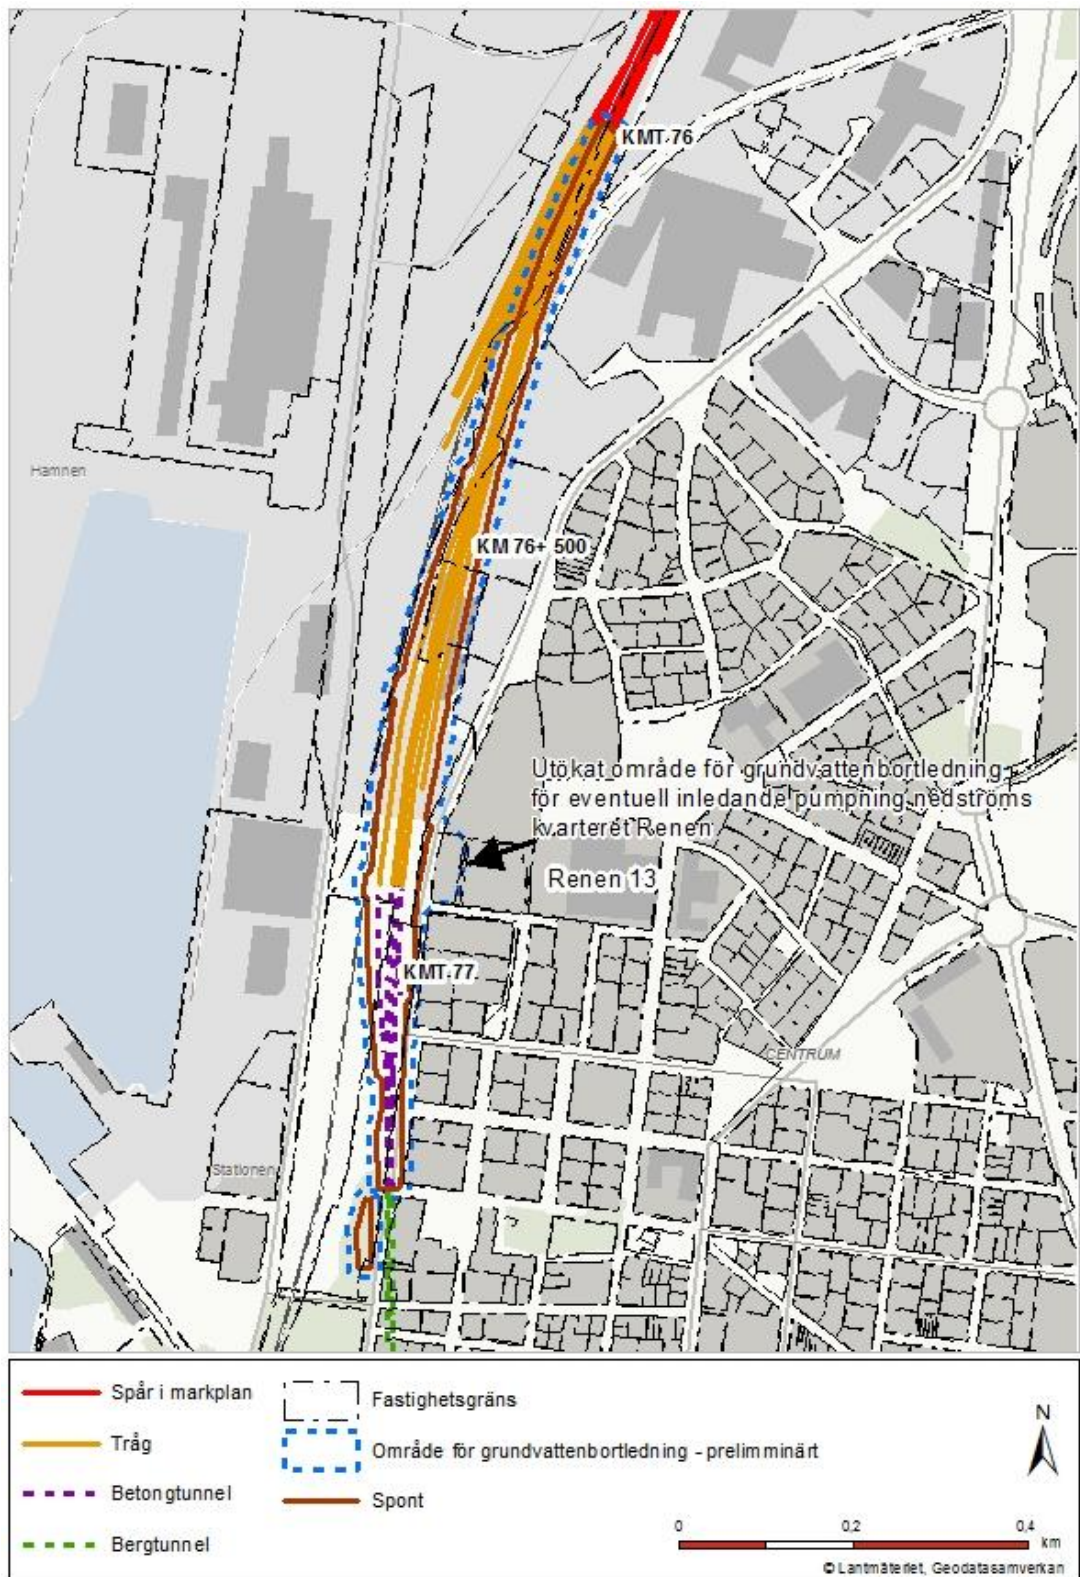 KMT 76
Hamnen
KM 76+ 500
Utökat område för grundvattenbortledning
för eventuell inledande pumpning nedströms
kvarteret Renen
Renen 13
KMT 77
CENTRUM
Stationen
Spår i markplan
Tråg
Betongtunnel
Bergtunnel
Fastighetsgräns
Område för grundvattenbortledning - prelimminärt
Spont
N
0 0,2 0,4
km
© Lantmäteriet, Geodatasamverkan